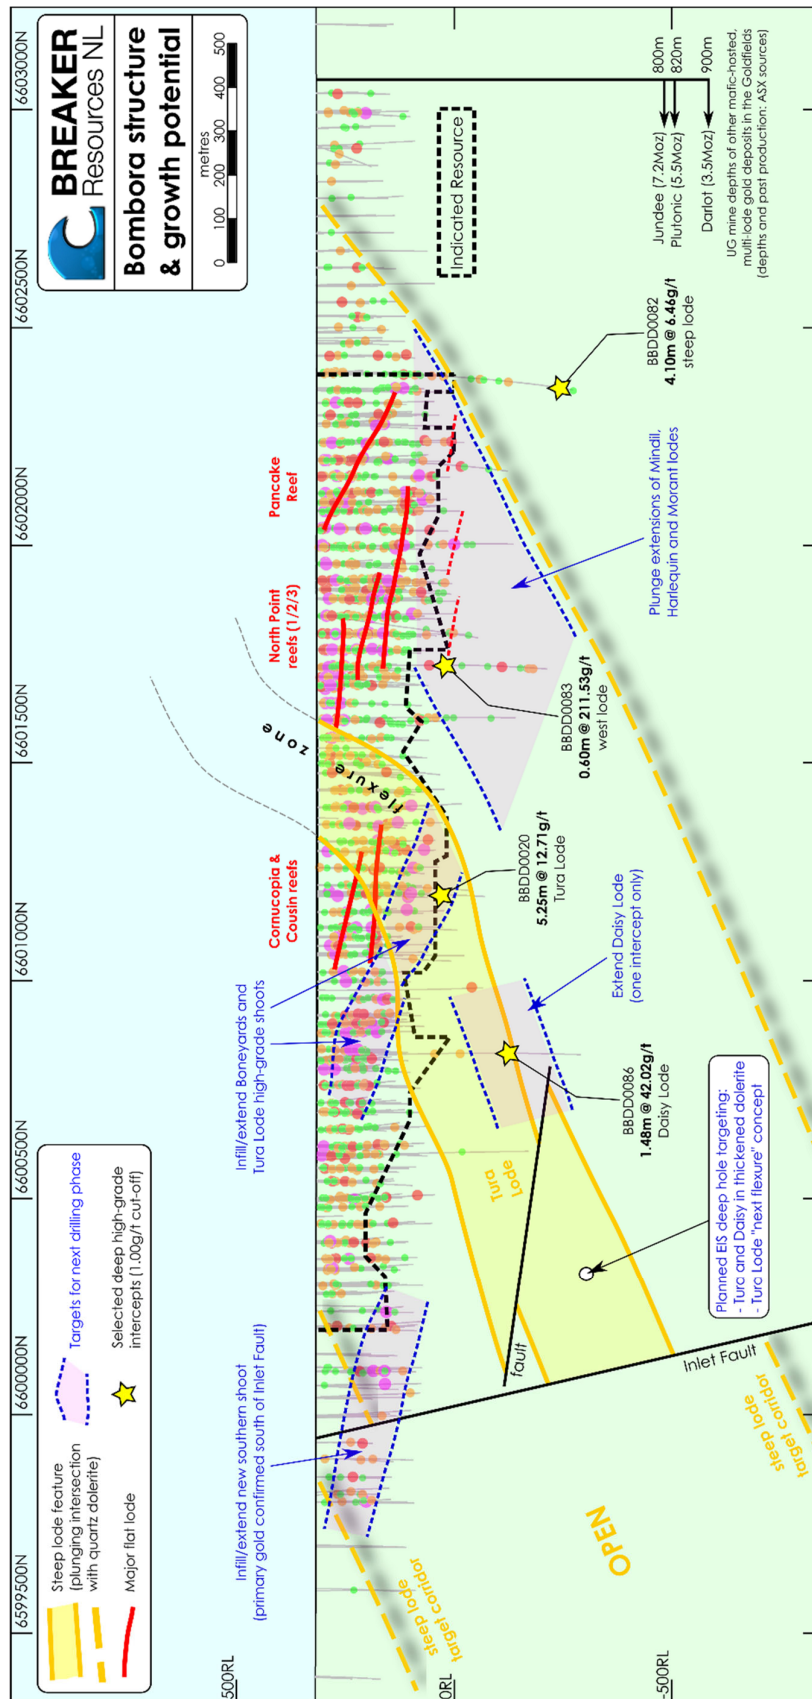 BREAKER
Resources NL
Bombora structure
& growth potential
metres
0 100 200 300 400 500
6599500N
6600000N
6600500N
6601000N
6601500N
6602000N
6602500N
6603000N
500RL
0RL
-500RL
Steep lode feature
(plunging intersection
with quartz dolerite)
Major flat lode
Targets for next drilling phase
Selected deep high-grade
intercepts (1.00g/t cut-off)
Infill/extend new southern shoot
(primary gold confirmed south of Inlet Fault)
Infill/extend Boneyards and
Tura Lode high-grade shoots
Cornucopia &
Cousin reefs
flexure zone
North Point
reefs (1/2/3)
Pancake
Reef
Indicated Resource
steep lode
target corridor
OPEN
fault
Inlet Fault
Tura
Lode
steep lode
target corridor
BBDD0086
1.48m @ 42.02g/t
Daisy Lode
Extend Daisy Lode
(one intercept only)
BBDD0020
5.25m @ 12.71g/t
Tura Lode
BBDD0083
0.60m @ 211.53g/t
west lode
Plunge extensions of Mindil,
Harlequin and Morant lodes
BBDD0082
4.10m @ 6.46g/t
steep lode
Planned EIS deep hole targeting:
- Tura and Daisy in thickened dolerite
- Tura Lode "next flexure" concept
Jundee (7.2Moz) 800m
Plutonic (5.5Moz) 820m
Darlot (3.5Moz) 900m
UG mine depths of other mafic-hosted,
multi-lode gold deposits in the Goldfields
(depths and past production: ASX sources)